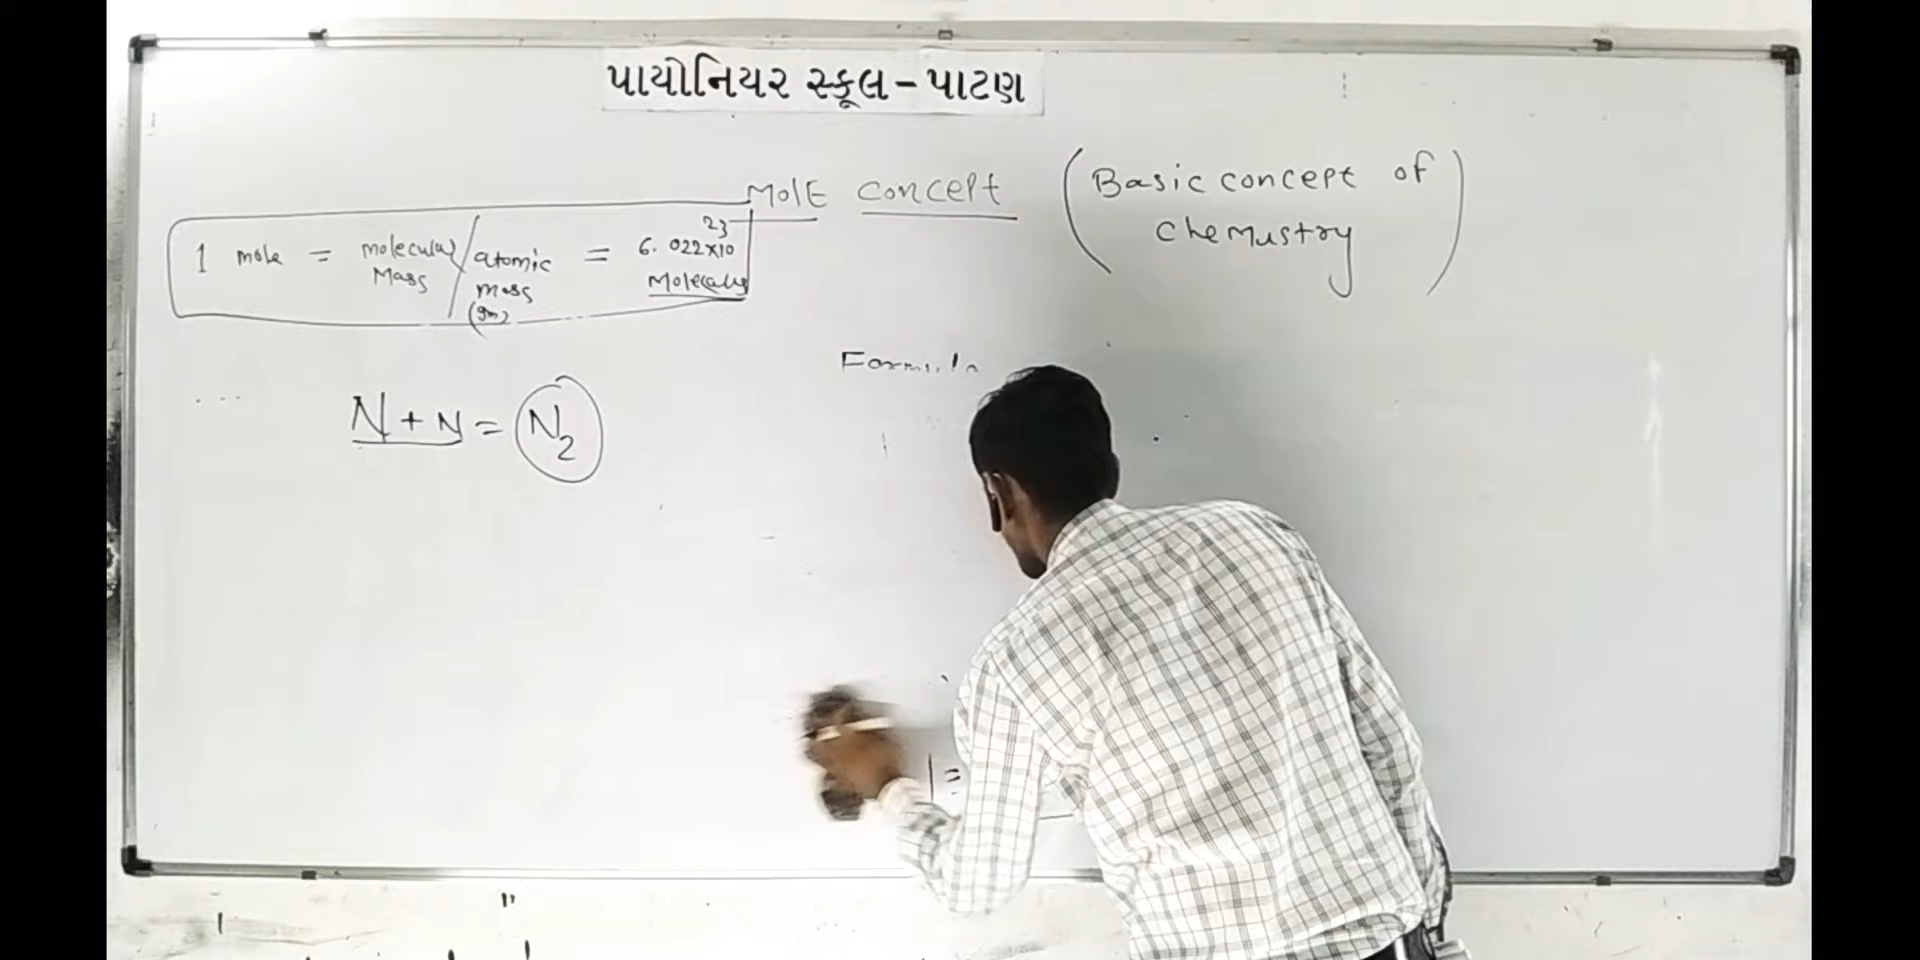 પાયોનિયર સ્કૂલ - પાટણ
MolE concept (Basic concept of chemustry)
1 mole = molecular Mass / atomic mass (gm) = 6.022×10²³ Molecules
Formula
N + N = N₂